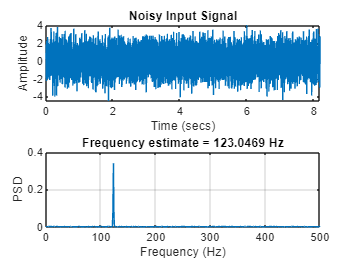 Noisy Input Signal
4
2
0
-2
-4
Amplitude
0 2 4 6 8
Time (secs)
Frequency estimate = 123.0469 Hz
0.4
0.2
0
PSD
0 100 200 300 400 500
Frequency (Hz)